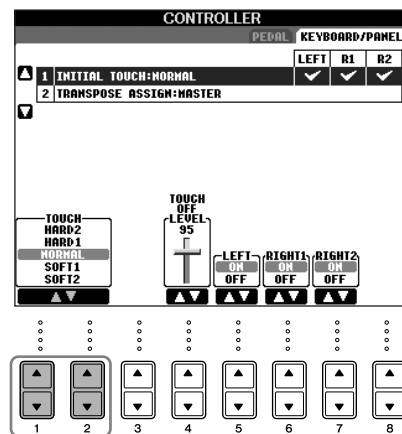 CONTROLLER
PEDAL KEYBOARD/PANEL
LEFT R1 R2
1 INITIAL TOUCH:NORMAL
2 TRANSPOSE ASSIGN:MASTER
TOUCH
HARD2
HARD1
NORMAL
SOFT1
SOFT2
TOUCH
OFF
LEVEL
95
LEFT
ON
OFF
RIGHT1
ON
OFF
RIGHT2
ON
OFF
1 2 3 4 5 6 7 8